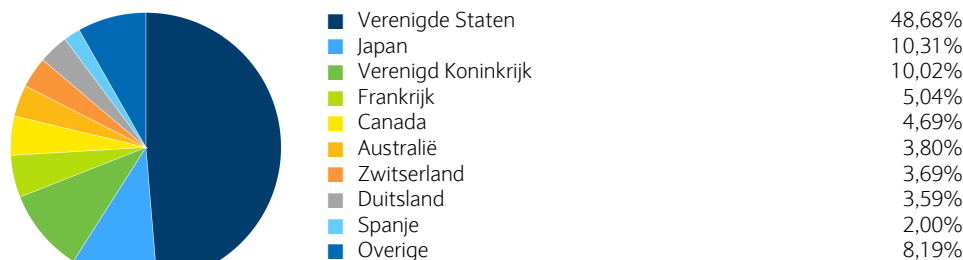 Verenigde Staten 48,68%
Japan 10,31%
Verenigd Koninkrijk 10,02%
Frankrijk 5,04%
Canada 4,69%
Australië 3,80%
Zwitserland 3,69%
Duitsland 3,59%
Spanje 2,00%
Overige 8,19%